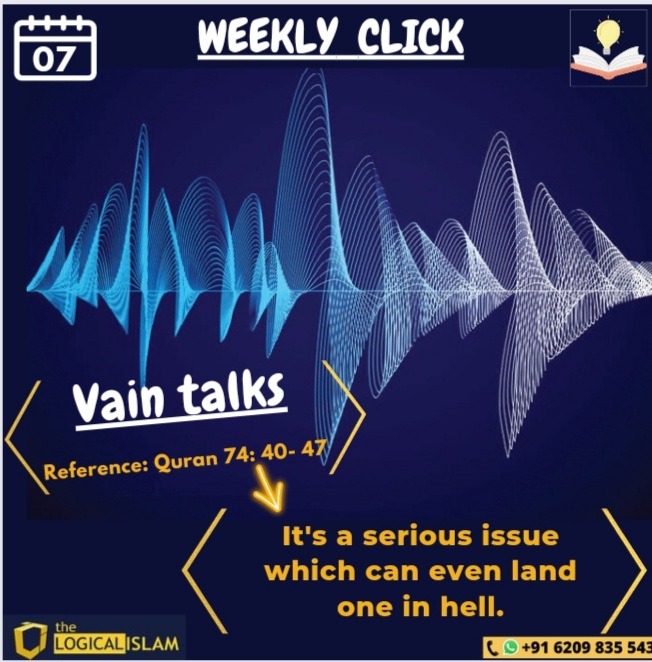 07
WEEKLY CLICK
Vain talks
Reference: Quran 74: 40- 47
It's a serious issue
which can even land
one in hell.
the
LOGICAL ISLAM
+91 6209 835 543